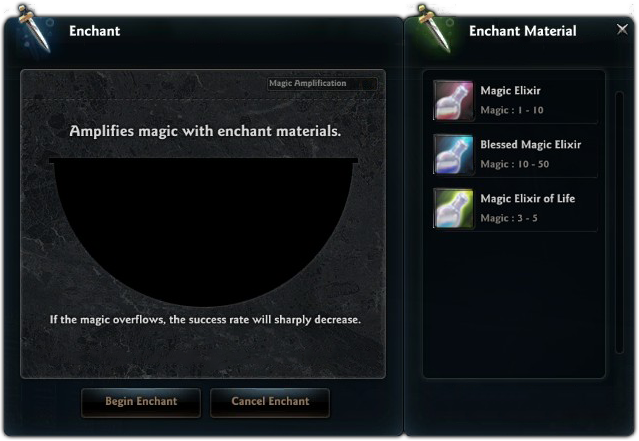 Enchant
Magic Amplification
Amplifies magic with enchant materials.
If the magic overflows, the success rate will sharply decrease.
Begin Enchant
Cancel Enchant
Enchant Material
Magic Elixir
Magic : 1 - 10
Blessed Magic Elixir
Magic : 10 - 50
Magic Elixir of Life
Magic : 3 - 5